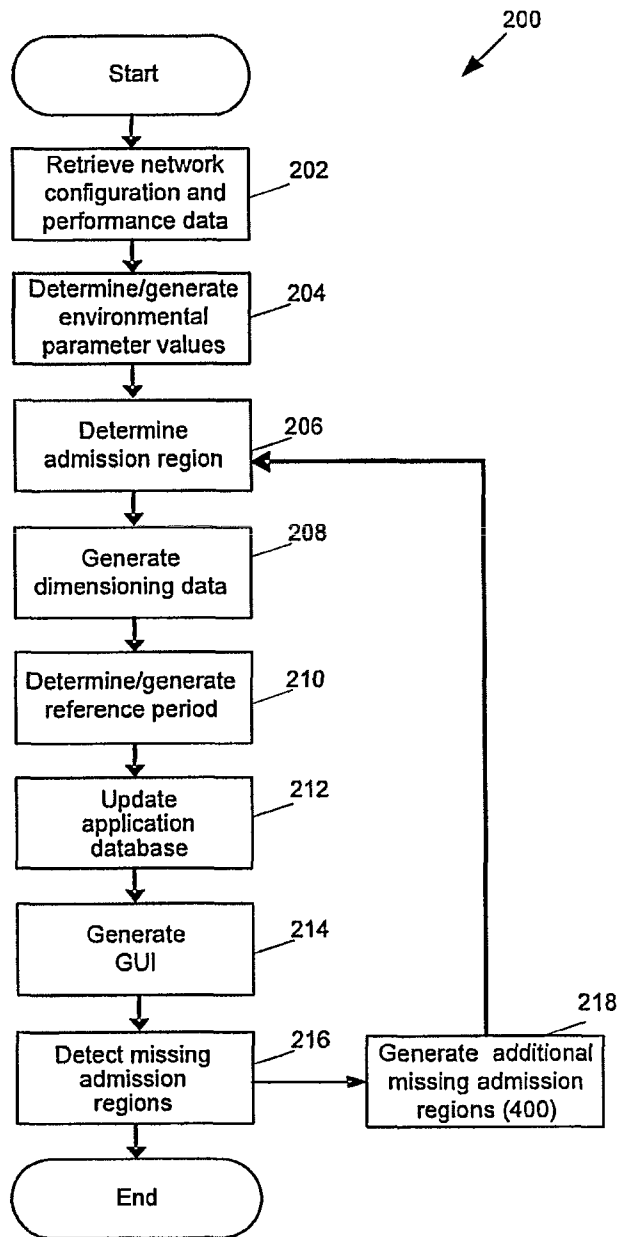 200
Start
Retrieve network
configuration and
performance data
202
Determine/generate
environmental
parameter values
204
Determine
admission region
206
Generate
dimensioning data
208
Determine/generate
reference period
210
Update
application
database
212
Generate
GUI
214
Detect missing
admission
regions
216
Generate additional
missing admission
regions (400)
218
End